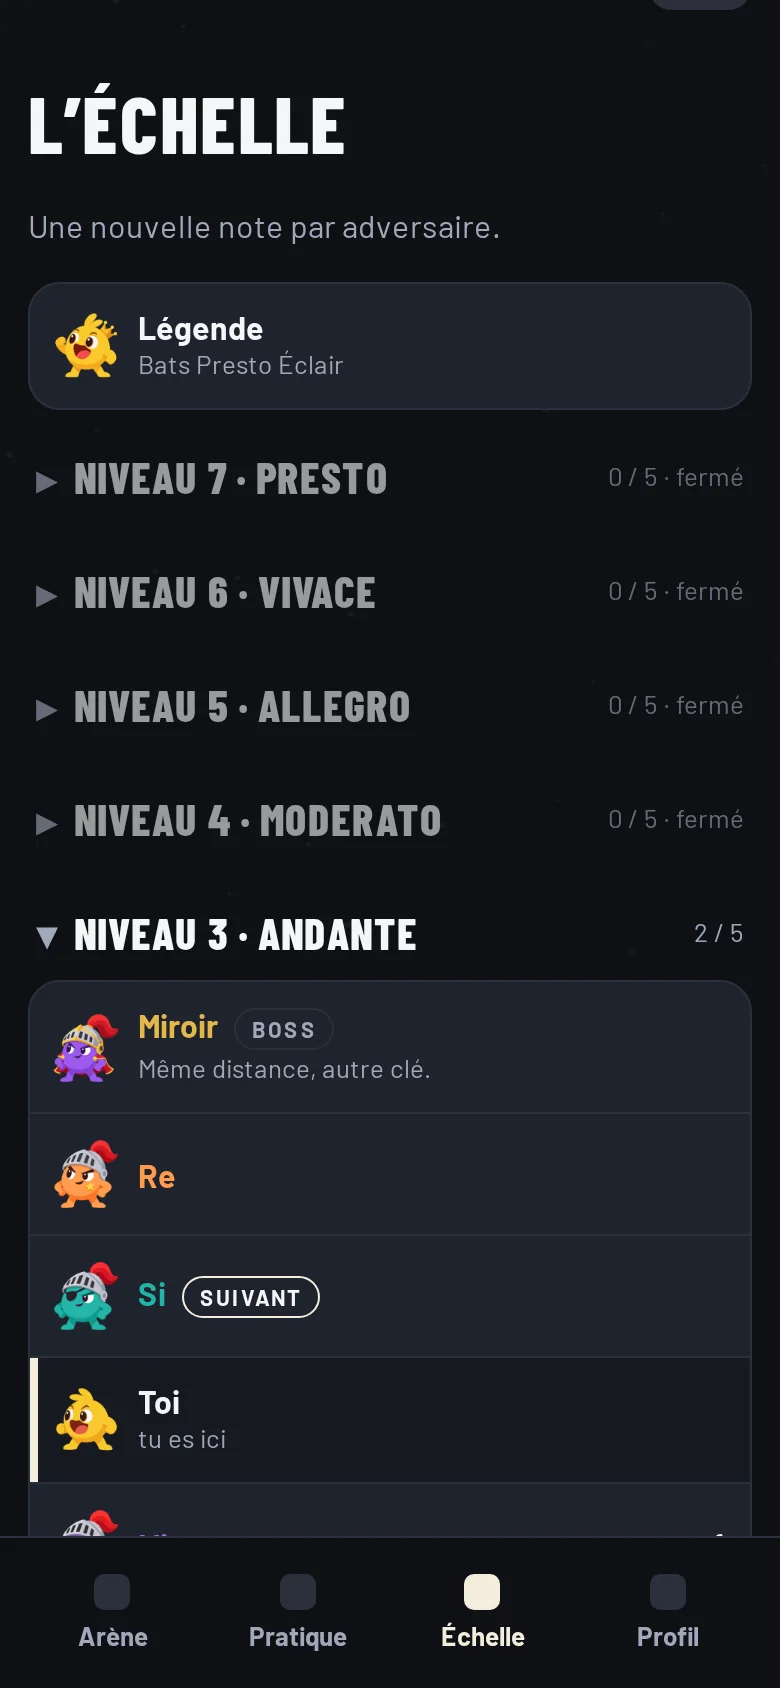 L'ÉCHELLE
Une nouvelle note par adversaire.
Légende
Bats Presto Éclair
▶ NIVEAU 7 · PRESTO 0 / 5 · fermé
▶ NIVEAU 6 · VIVACE 0 / 5 · fermé
▶ NIVEAU 5 · ALLEGRO 0 / 5 · fermé
▶ NIVEAU 4 · MODERATO 0 / 5 · fermé
▼ NIVEAU 3 · ANDANTE 2 / 5
Miroir BOSS
Même distance, autre clé.
Re
Si SUIVANT
Toi
tu es ici
Arène Pratique Échelle Profil